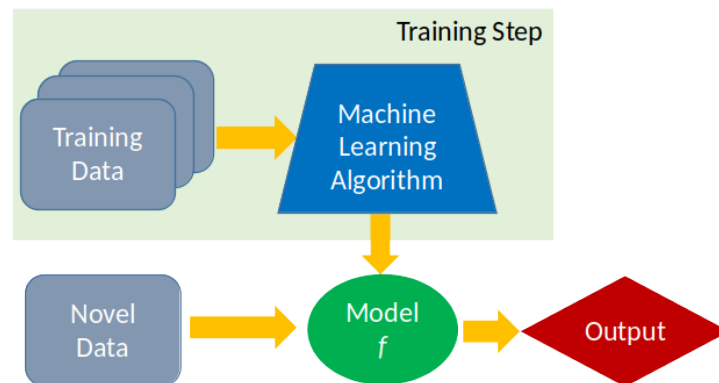 Training Step
Training
Data
Machine
Learning
Algorithm
Novel
Data
Model
f
Output